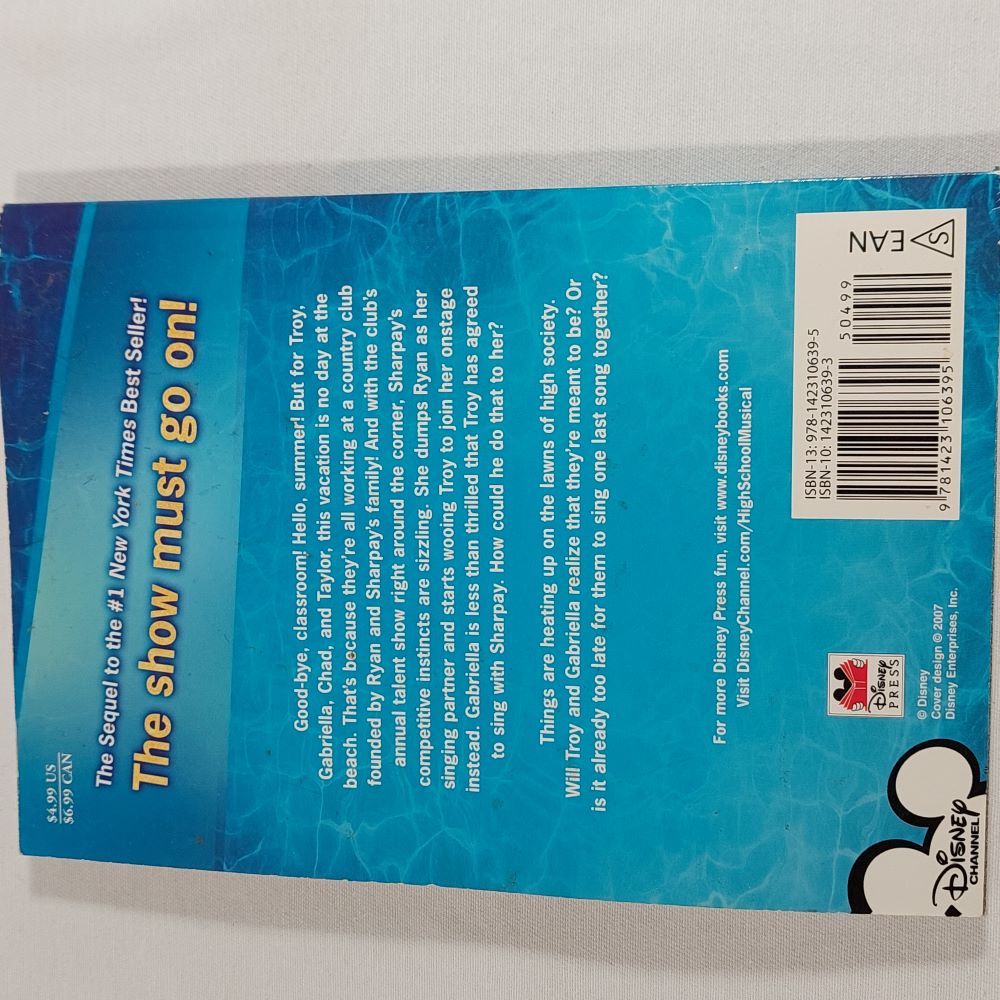 $4.99 US
$6.99 CAN
The Sequel to the #1 New York Times Best Seller!
The show must go on!
Good-bye, classroom! Hello, summer! But for Troy,
Gabriella, Chad, and Taylor, this vacation is no day at the
beach. That's because they're all working at a country club
founded by Ryan and Sharpay's family! And with the club's
annual talent show right around the corner, Sharpay's
competitive instincts are sizzling. She dumps Ryan as her
singing partner and starts wooing Troy to join her onstage
instead. Gabriella is less than thrilled that Troy has agreed
to sing with Sharpay. How could he do that to her?
Things are heating up on the lawns of high society.
Will Troy and Gabriella realize that they're meant to be? Or
is it already too late for them to sing one last song together?
For more Disney Press fun, visit www.disneybooks.com
Visit DisneyChannel.com/HighSchoolMusical
DISNEY
PRESS
© Disney
Cover design © 2007
Disney Enterprises, Inc.
DISNEY
CHANNEL
ISBN-13: 978-142310639-5
ISBN-10: 142310639-3
50499
9 781423 106395
S
EAN